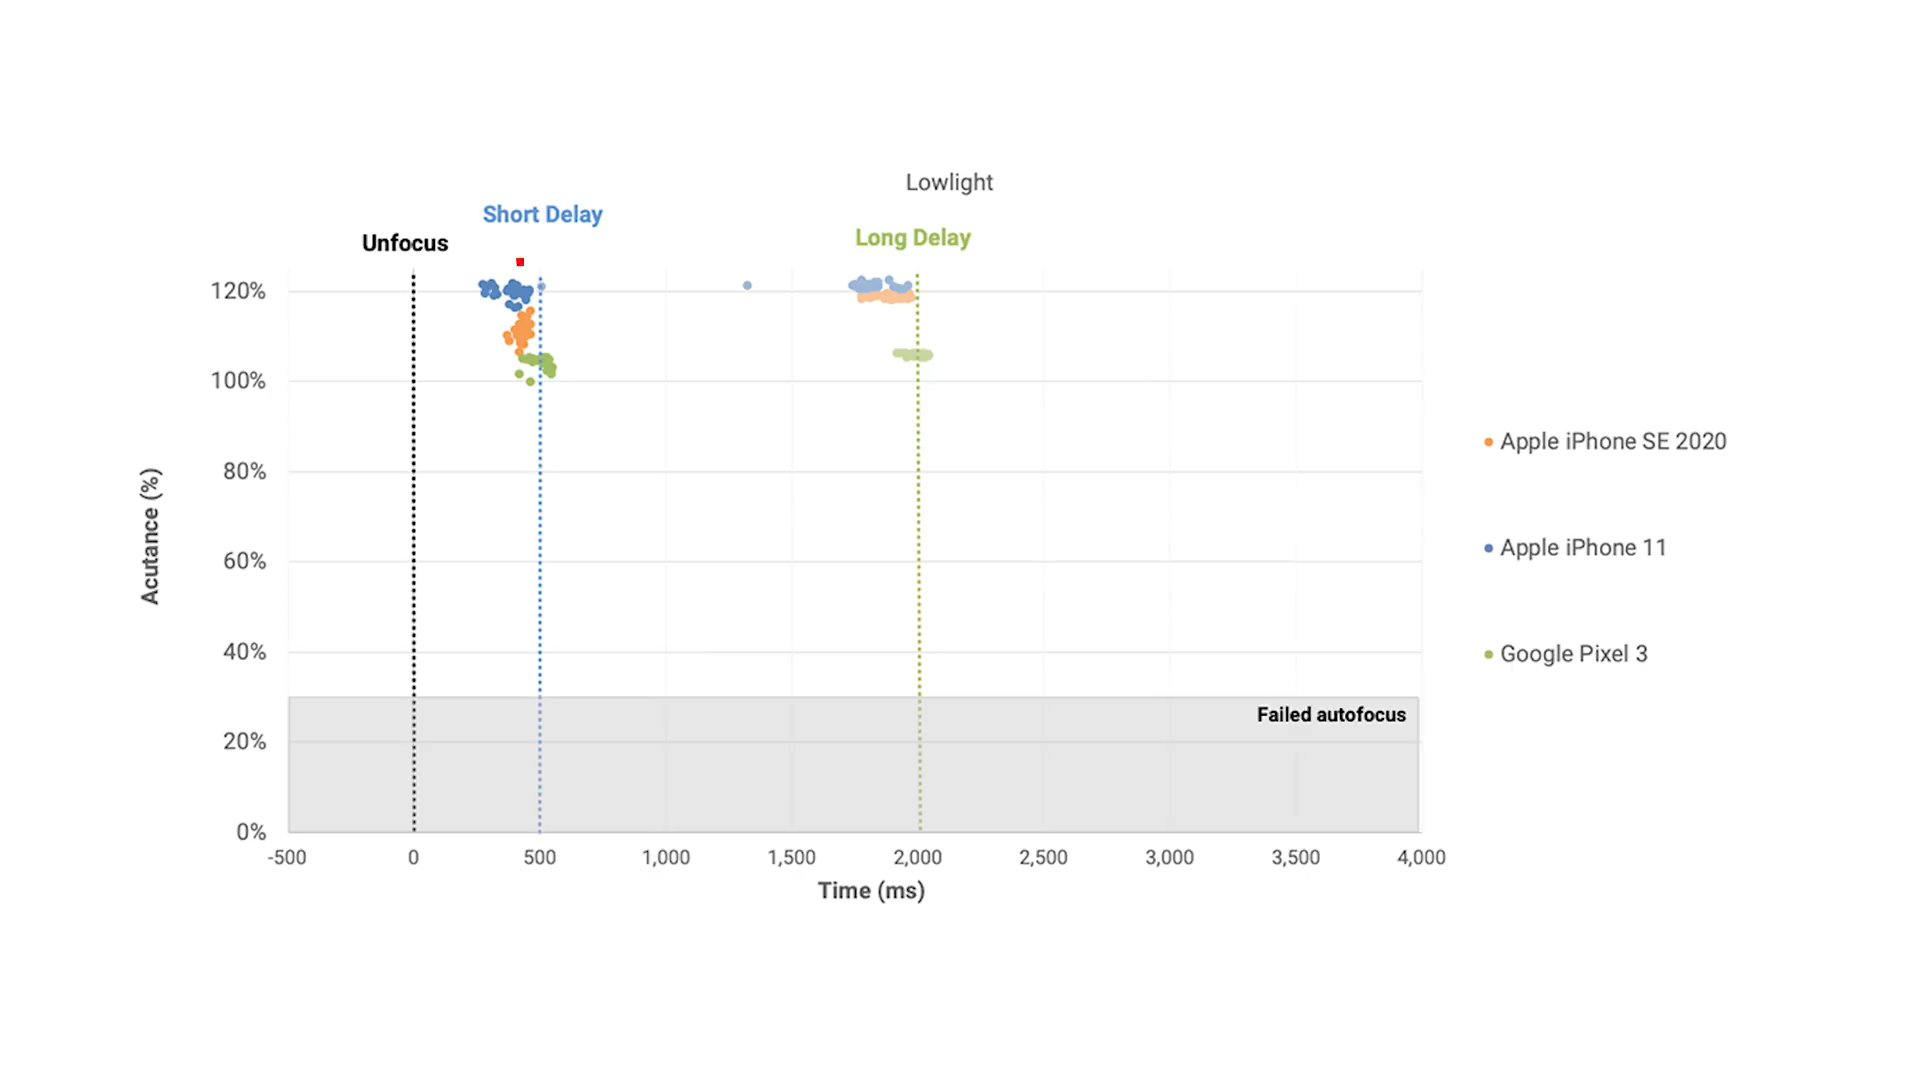 Lowlight
Short Delay
Unfocus
Long Delay
120%
100%
80%
60%
40%
20%
0%
Acutance (%)
Failed autofocus
-500 0 500 1,000 1,500 2,000 2,500 3,000 3,500 4,000
Time (ms)
Apple iPhone SE 2020
Apple iPhone 11
Google Pixel 3